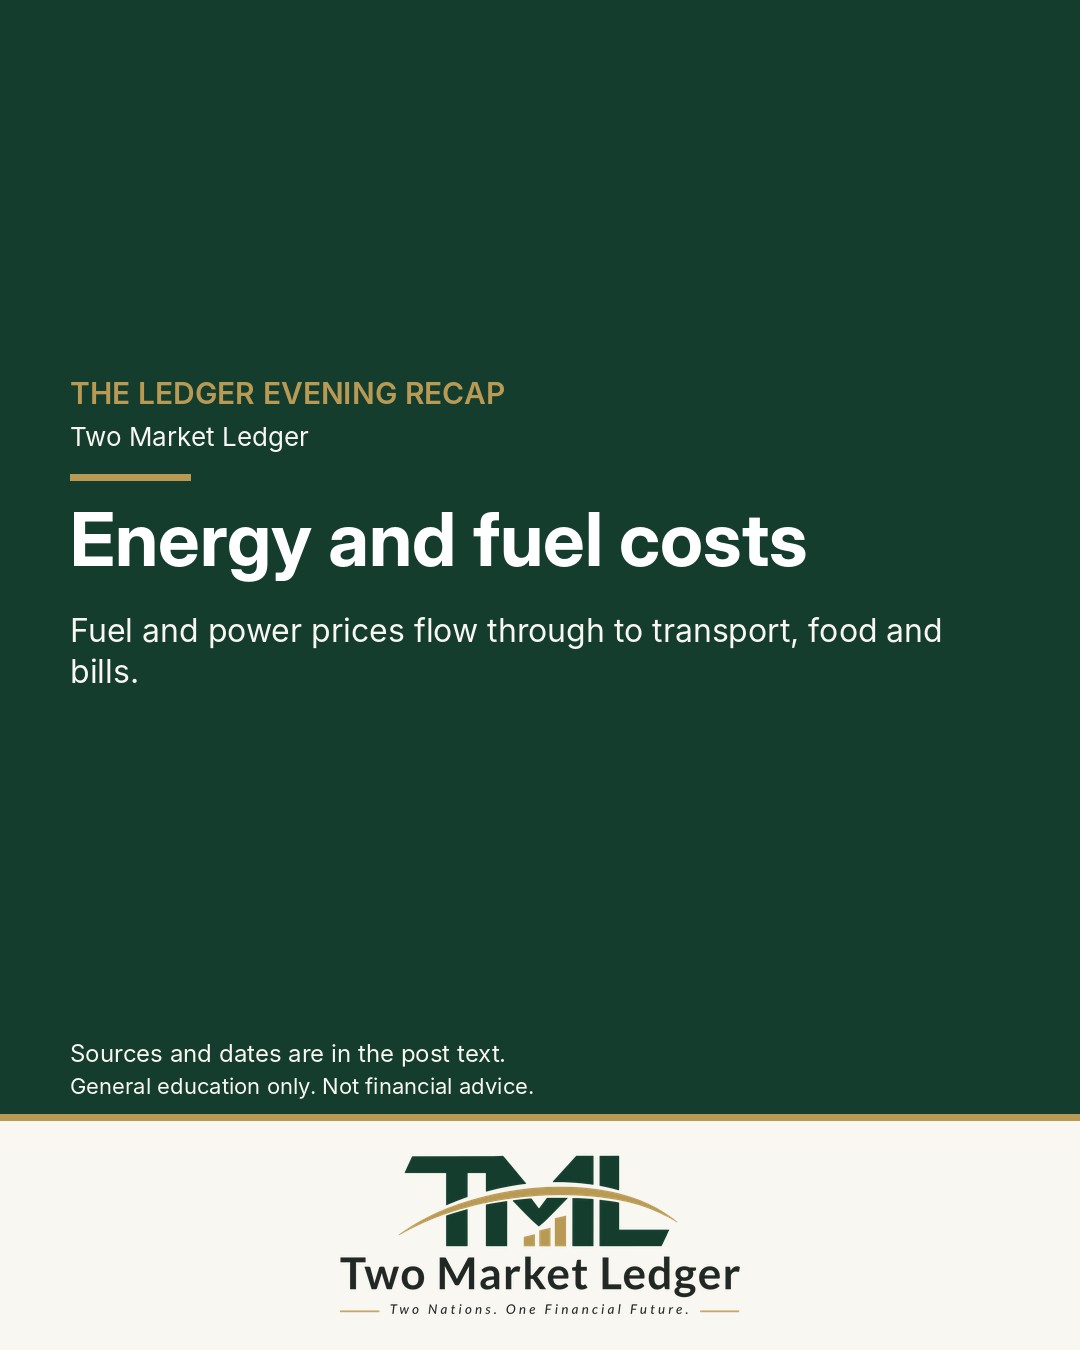 THE LEDGER EVENING RECAP
Two Market Ledger
Energy and fuel costs
Fuel and power prices flow through to transport, food and
bills.
Sources and dates are in the post text.
General education only. Not financial advice.
TML
Two Market Ledger
Two Nations. One Financial Future.